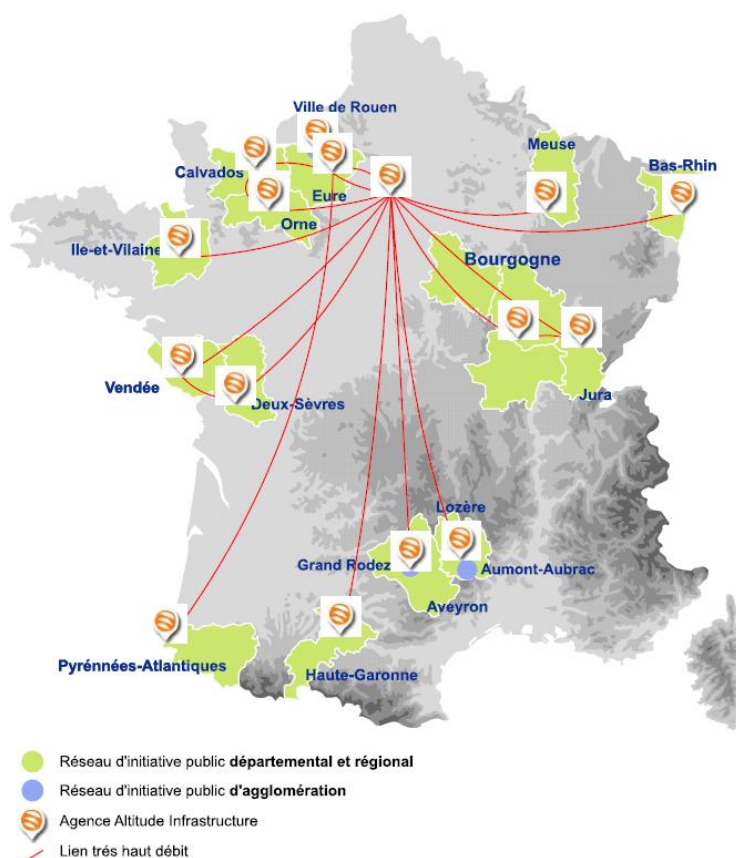 Ville de Rouen
Meuse
Calvados
Bas-Rhin
Eure
Orne
Ile-et-Vilaine
Bourgogne
Vendée
Deux-Sèvres
Jura
Lozère
Grand Rodez
Aumont-Aubrac
Aveyron
Pyrénnées-Atlantiques
Haute-Garonne
Réseau d'initiative public départemental et régional
Réseau d'initiative public d'agglomération
Agence Altitude Infrastructure
Lien trés haut débit